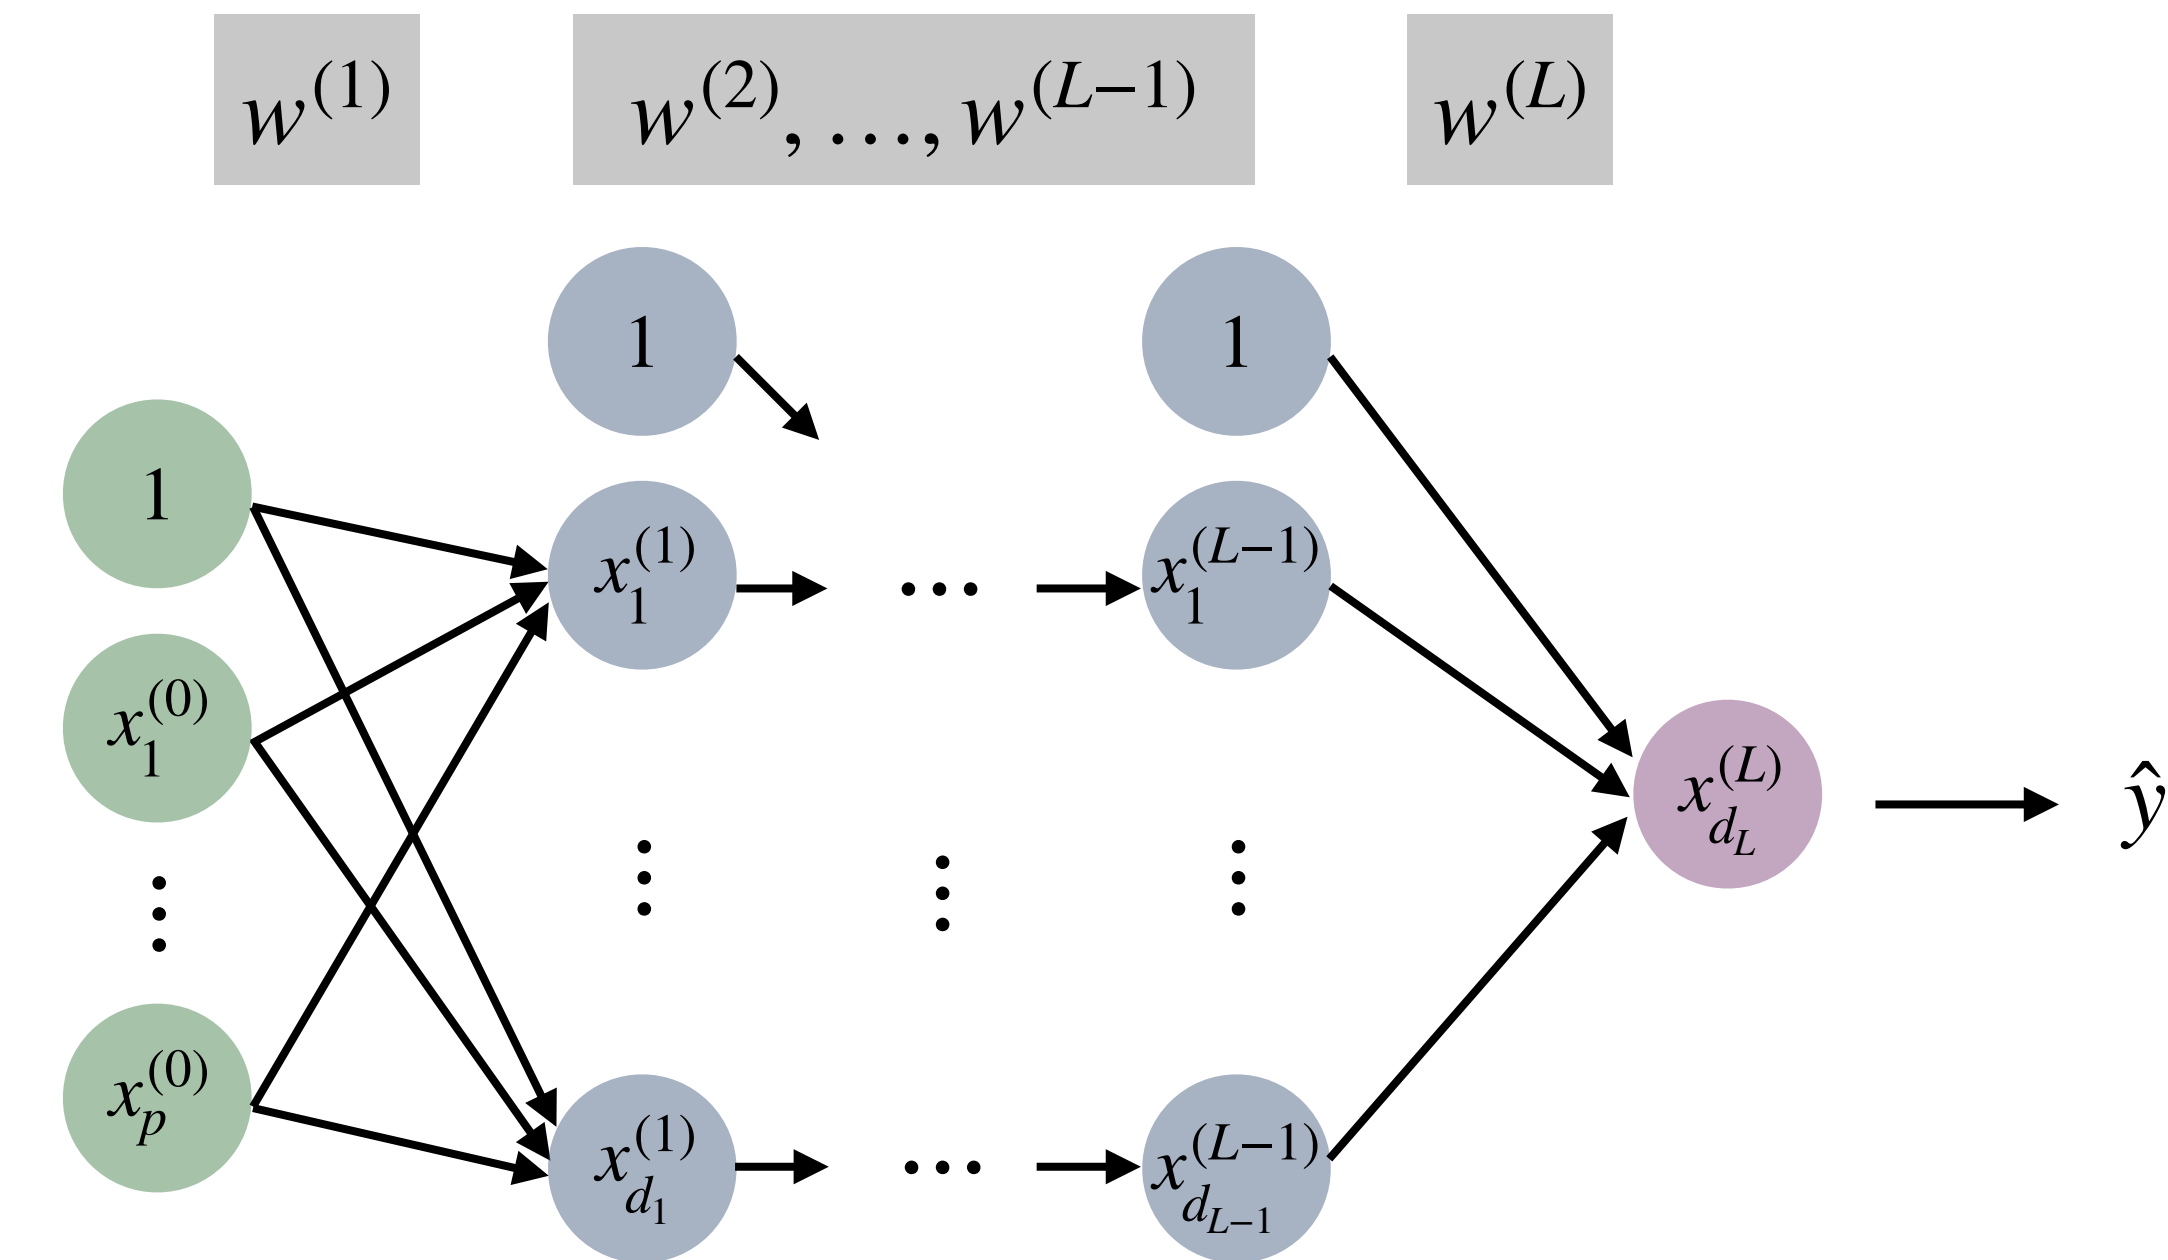 w^{(1)} w^{(2)}, …, w^{(L−1)} w^{(L)}
1 1
1
x_1^{(1)} … x_1^{(L−1)}
x_1^{(0)}
x_{d_L}^{(L)} ŷ
⋮ ⋮ ⋮ ⋮
x_p^{(0)}
x_{d_1}^{(1)} … x_{d_{L−1}}^{(L−1)}